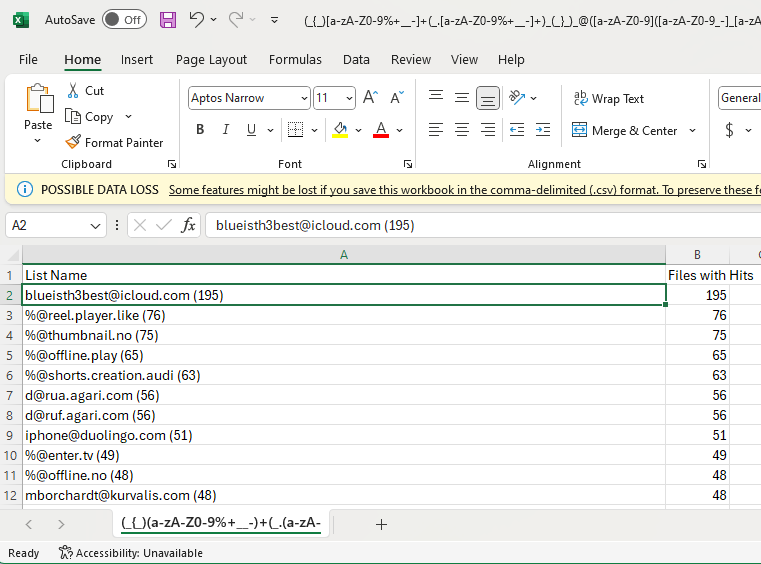 AutoSave Off (_{_)[a-zA-Z0-9%+__-]+(_.[a-zA-Z0-9%+__-]+)_(_}_)_@([a-zA-Z0-9]([a-zA-Z0-9_-]_[a-zA
File Home Insert Page Layout Formulas Data Review View Help
Paste
Cut
Copy
Format Painter
Clipboard
Aptos Narrow 11 A A
B I U A
Font
ab Wrap Text
Merge & Center
Alignment
General
$
POSSIBLE DATA LOSS Some features might be lost if you save this workbook in the comma-delimited (.csv) format. To preserve these f
A2 fx blueisth3best@icloud.com (195)
A B
1 List Name Files with Hits
2 blueisth3best@icloud.com (195) 195
3 %@reel.player.like (76) 76
4 %@thumbnail.no (75) 75
5 %@offline.play (65) 65
6 %@shorts.creation.audi (63) 63
7 d@rua.agari.com (56) 56
8 d@ruf.agari.com (56) 56
9 iphone@duolingo.com (51) 51
10 %@enter.tv (49) 49
11 %@offline.no (48) 48
12 mborchardt@kurvalis.com (48) 48
(_{_)(a-zA-Z0-9%+__-)+(_.(a-zA-
Ready Accessibility: Unavailable